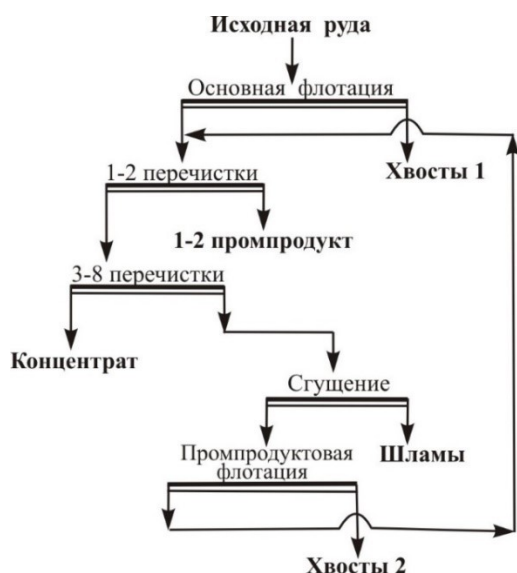 Исходная руда
Основная флотация
1-2 перечистки
Хвосты 1
1-2 промпродукт
3-8 перечистки
Концентрат
Сгущение
Промпродуктовая
флотация
Шламы
Хвосты 2